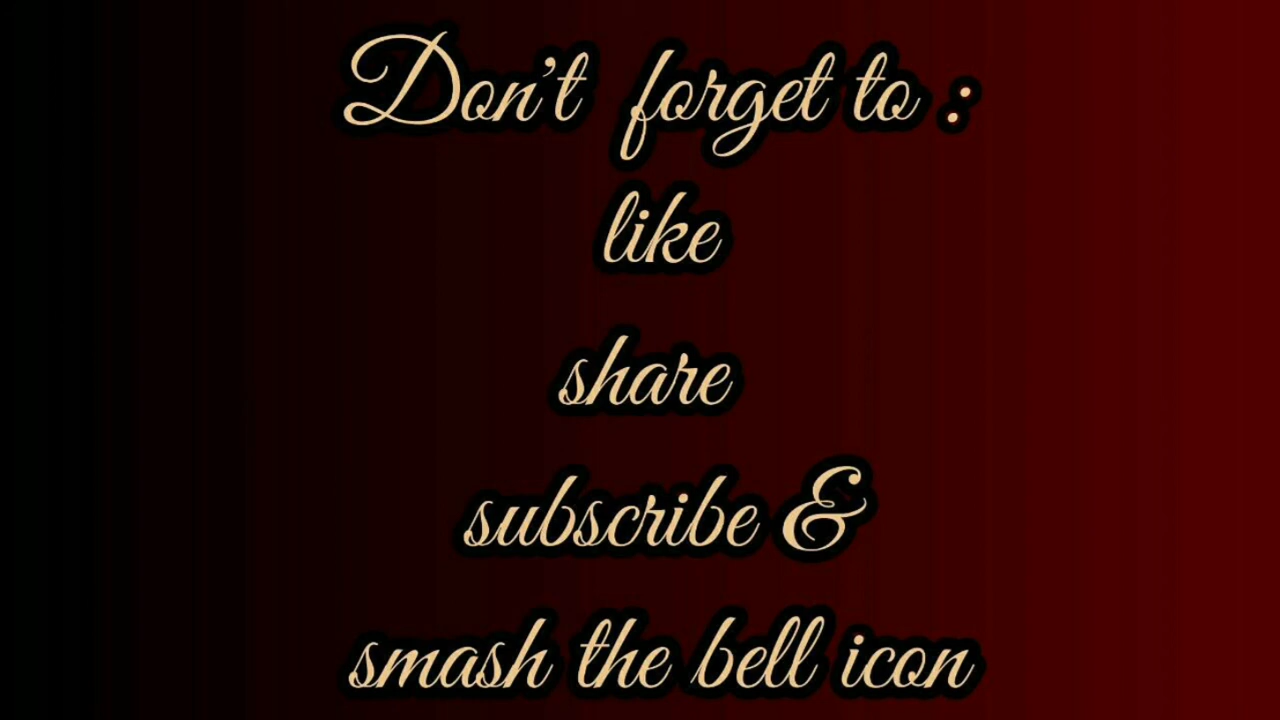 Don't forget to :
like
share
subscribe &
smash the bell icon